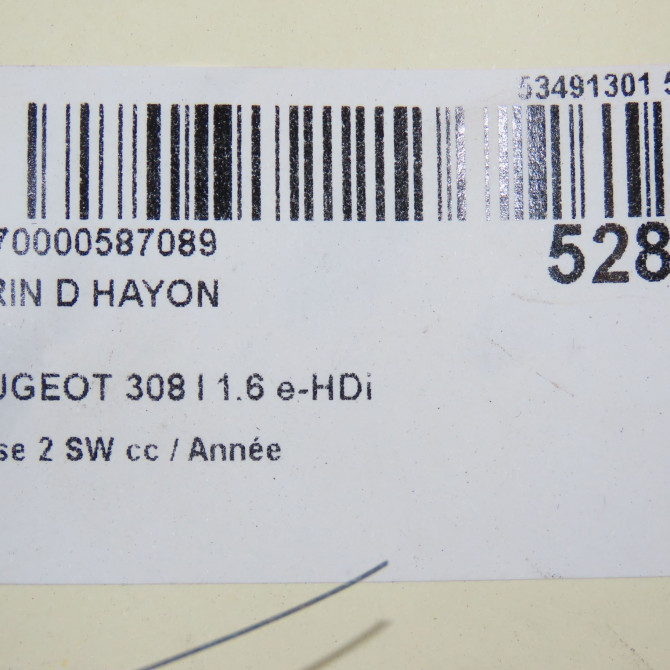 53491301 5
70000587089
528
RIN D HAYON
UGEOT 308 I 1.6 e-HDi
se 2 SW cc / Année